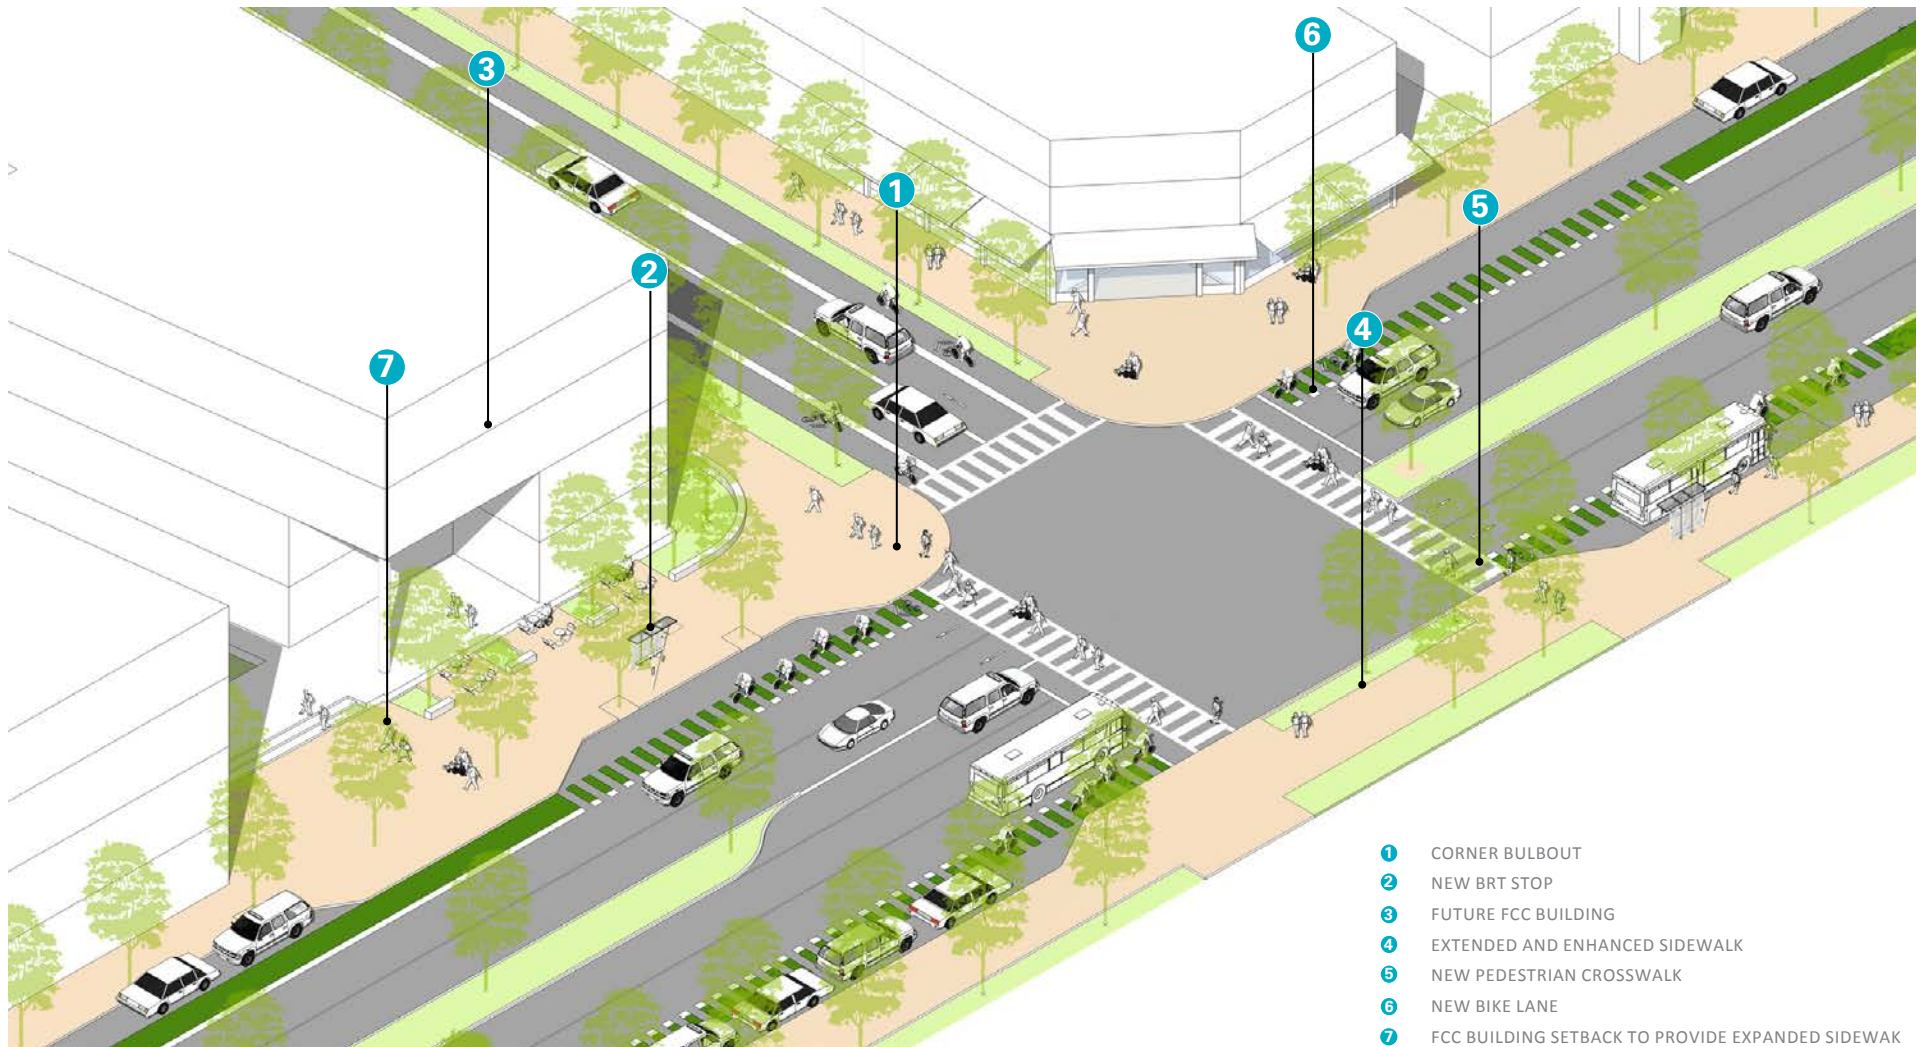 6
3
1
5
2
4
7
1 CORNER BULBOUT
2 NEW BRT STOP
3 FUTURE FCC BUILDING
4 EXTENDED AND ENHANCED SIDEWALK
5 NEW PEDESTRIAN CROSSWALK
6 NEW BIKE LANE
7 FCC BUILDING SETBACK TO PROVIDE EXPANDED SIDEWAK